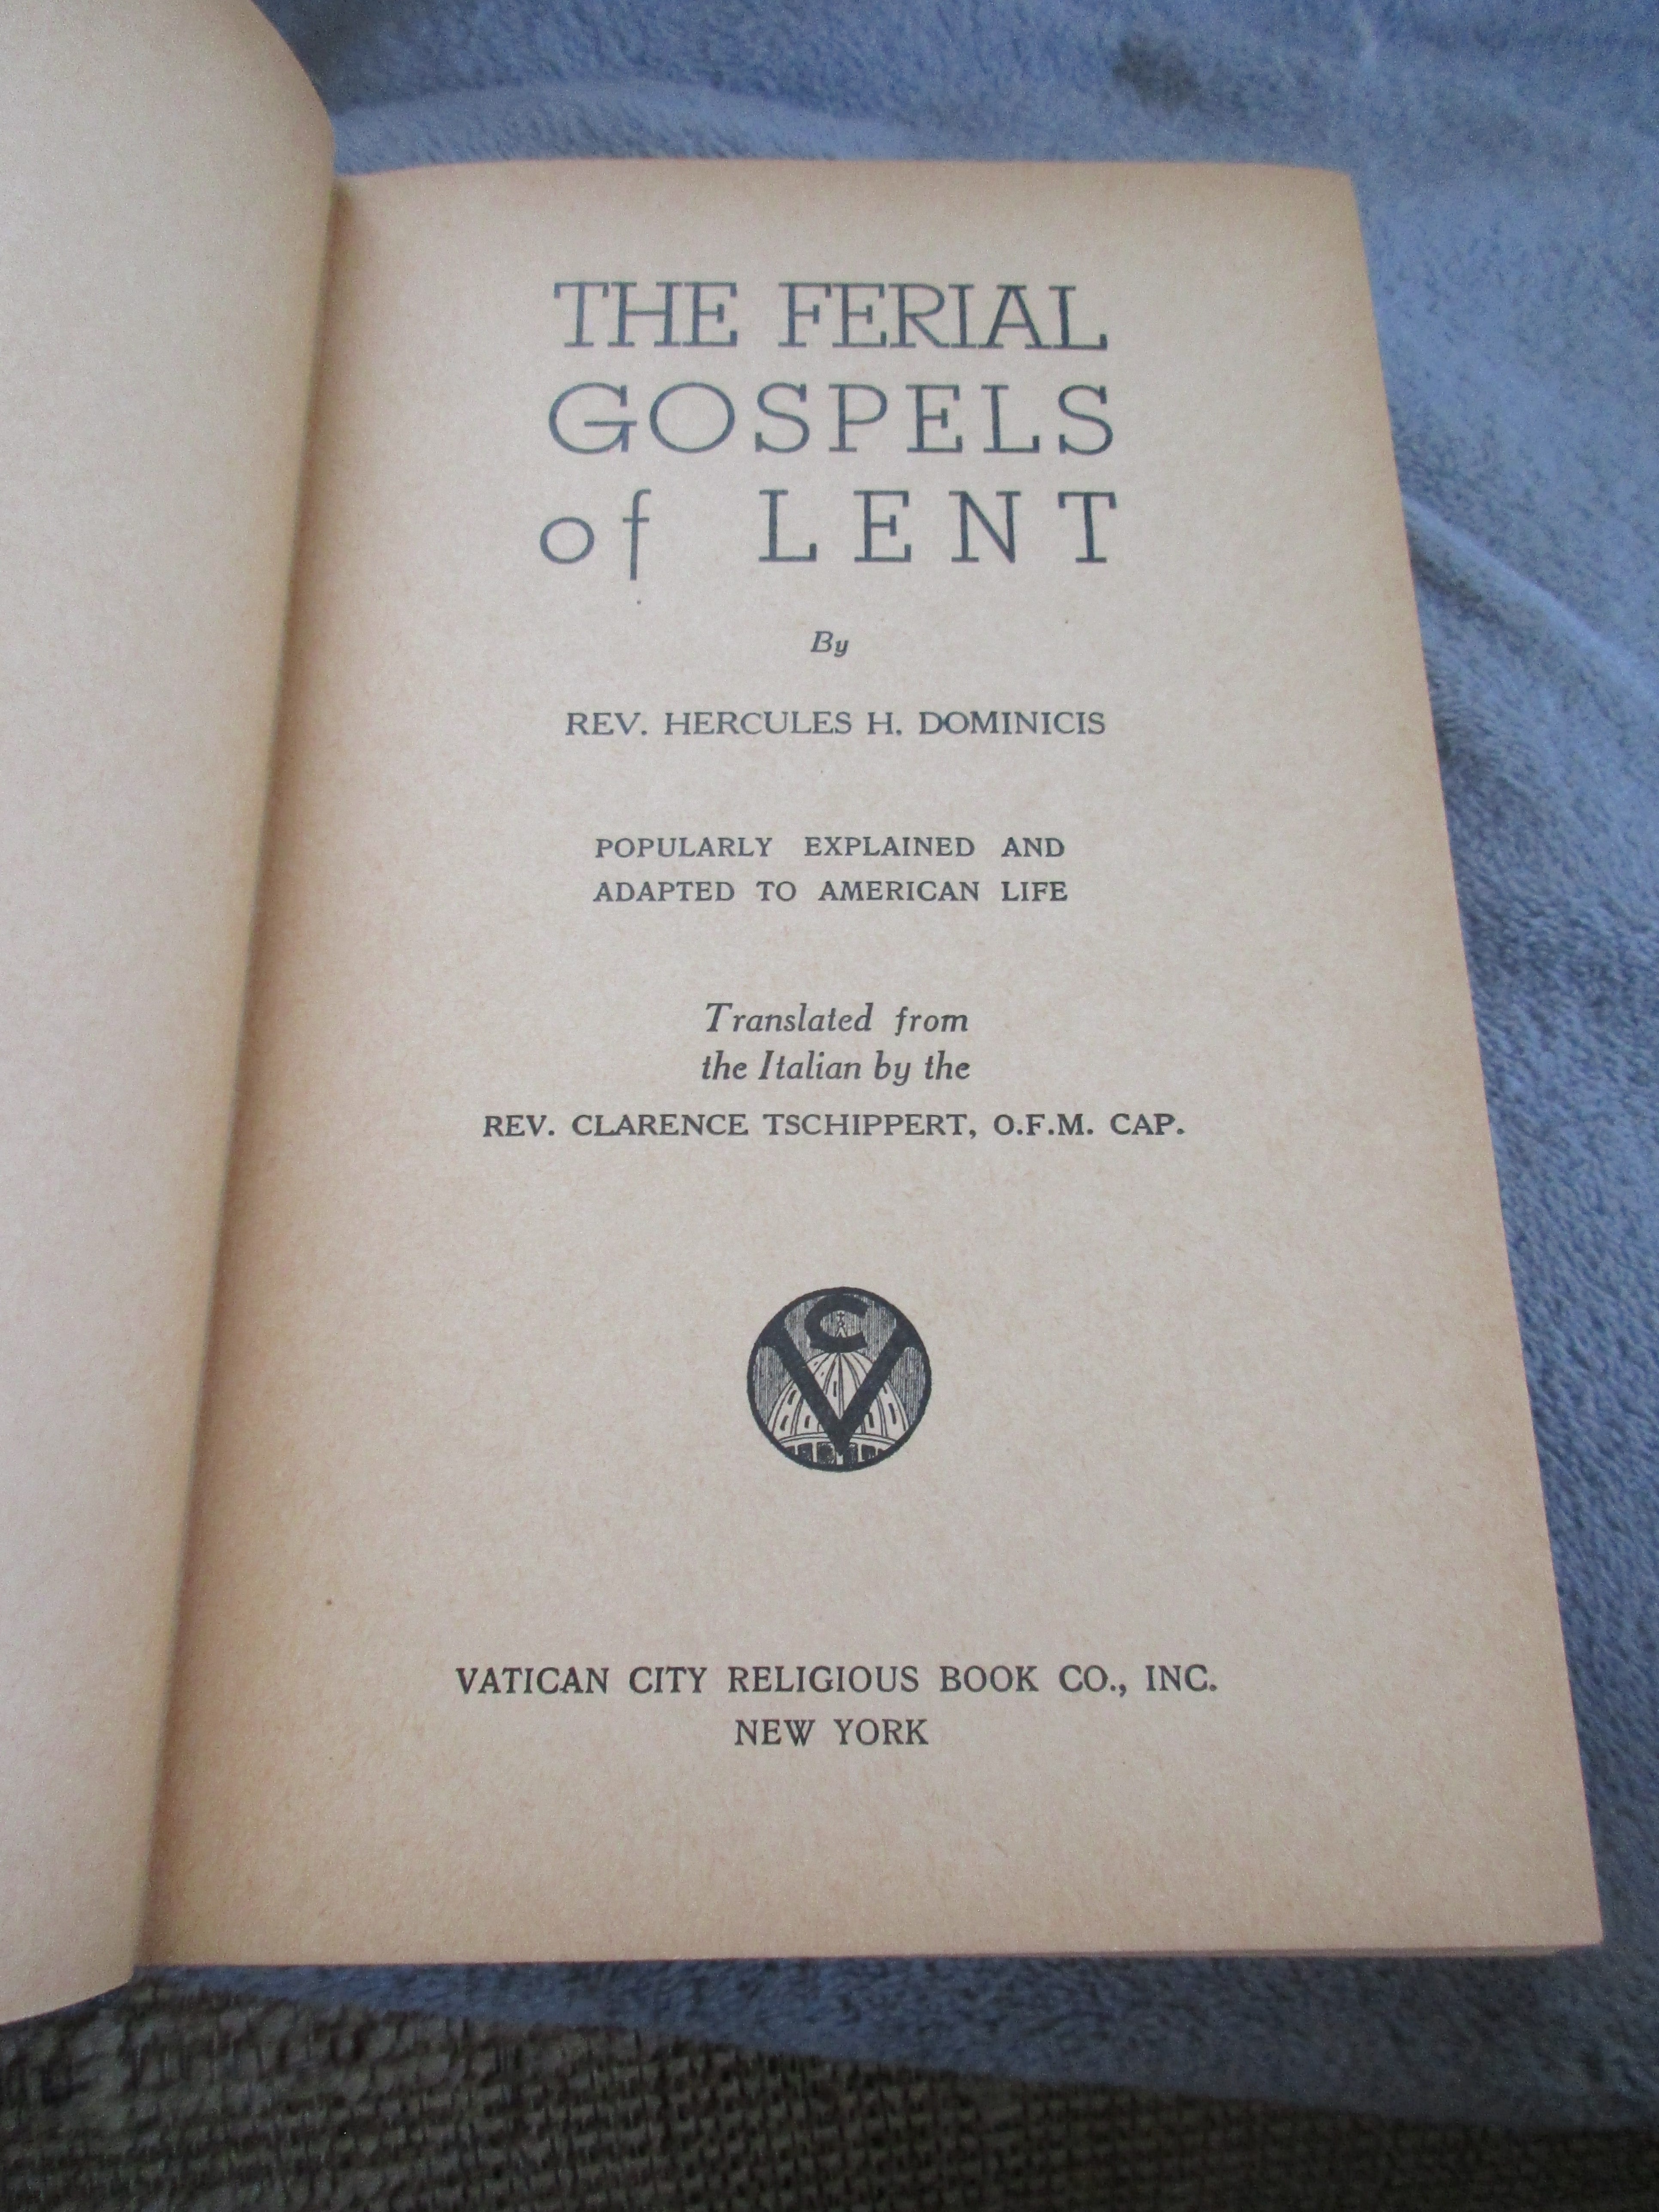 THE FERIAL
GOSPELS
of LENT
By
REV. HERCULES H. DOMINICIS
POPULARLY EXPLAINED AND
ADAPTED TO AMERICAN LIFE
Translated from
the Italian by the
REV. CLARENCE TSCHIPPERT, O.F.M. CAP.
C
V
VATICAN CITY RELIGIOUS BOOK CO., INC.
NEW YORK